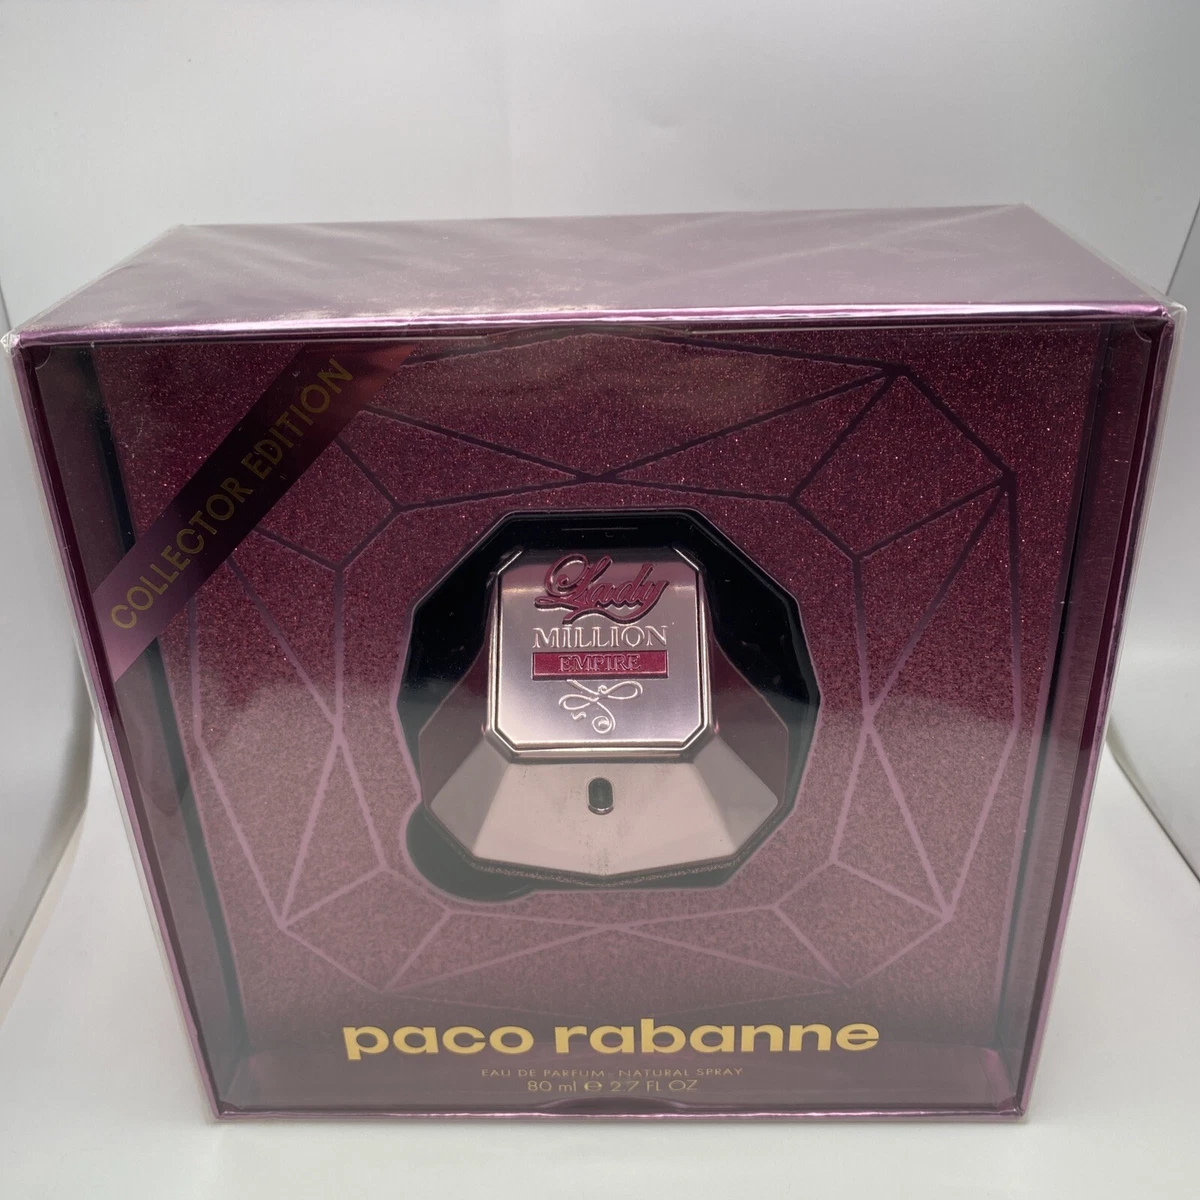 COLLECTOR EDITION
Lady
MILLION
EMPIRE
paco rabanne
EAU DE PARFUM. NATURAL SPRAY
80 ml ℮ 2.7 FL OZ